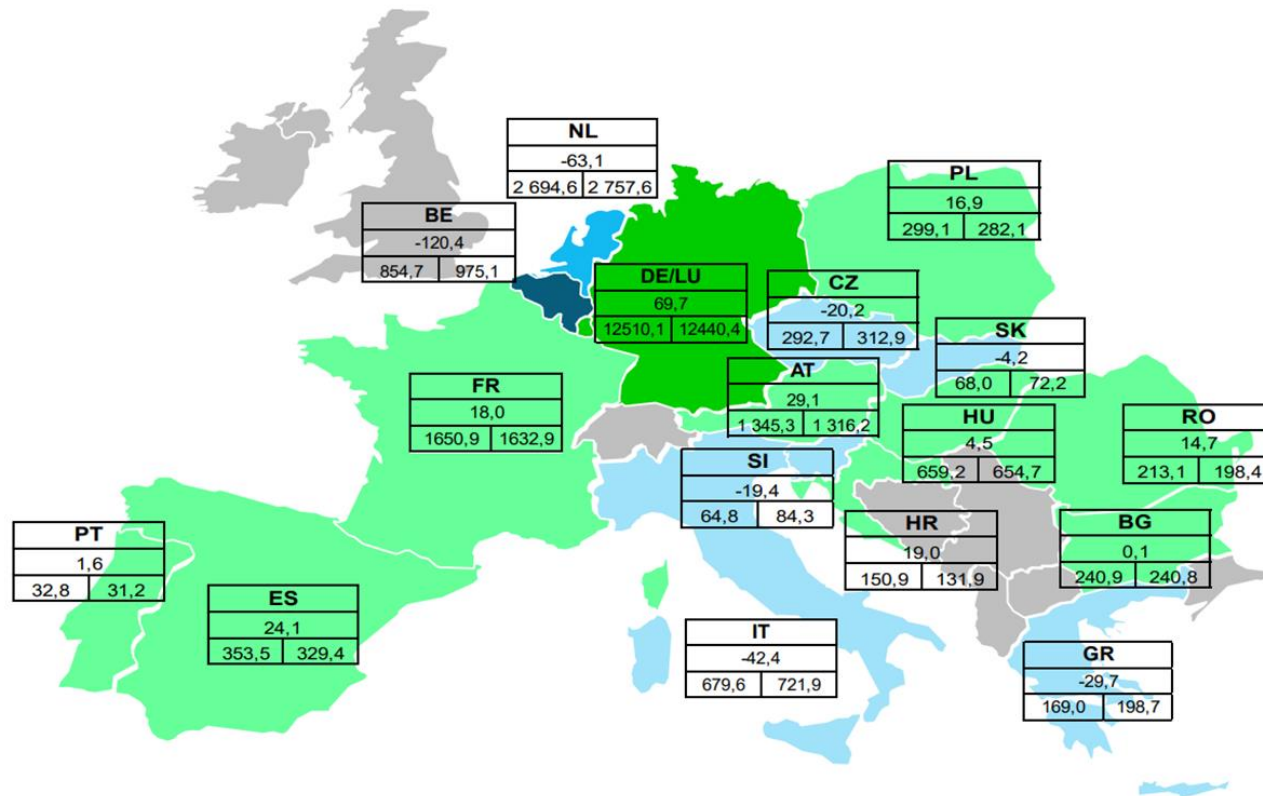 NL
-63,1
2 694,6 2 757,6
PL
16,9
299,1 282,1
BE
-120,4
854,7 975,1
DE/LU
69,7
12510,1 12440,4
CZ
-20,2
292,7 312,9
SK
-4,2
68,0 72,2
AT
29,1
1 345,3 1 316,2
FR
18,0
1650,9 1632,9
HU
4,5
659,2 654,7
RO
14,7
213,1 198,4
SI
-19,4
64,8 84,3
HR
19,0
150,9 131,9
BG
0,1
240,9 240,8
PT
1,6
32,8 31,2
ES
24,1
353,5 329,4
IT
-42,4
679,6 721,9
GR
-29,7
169,0 198,7